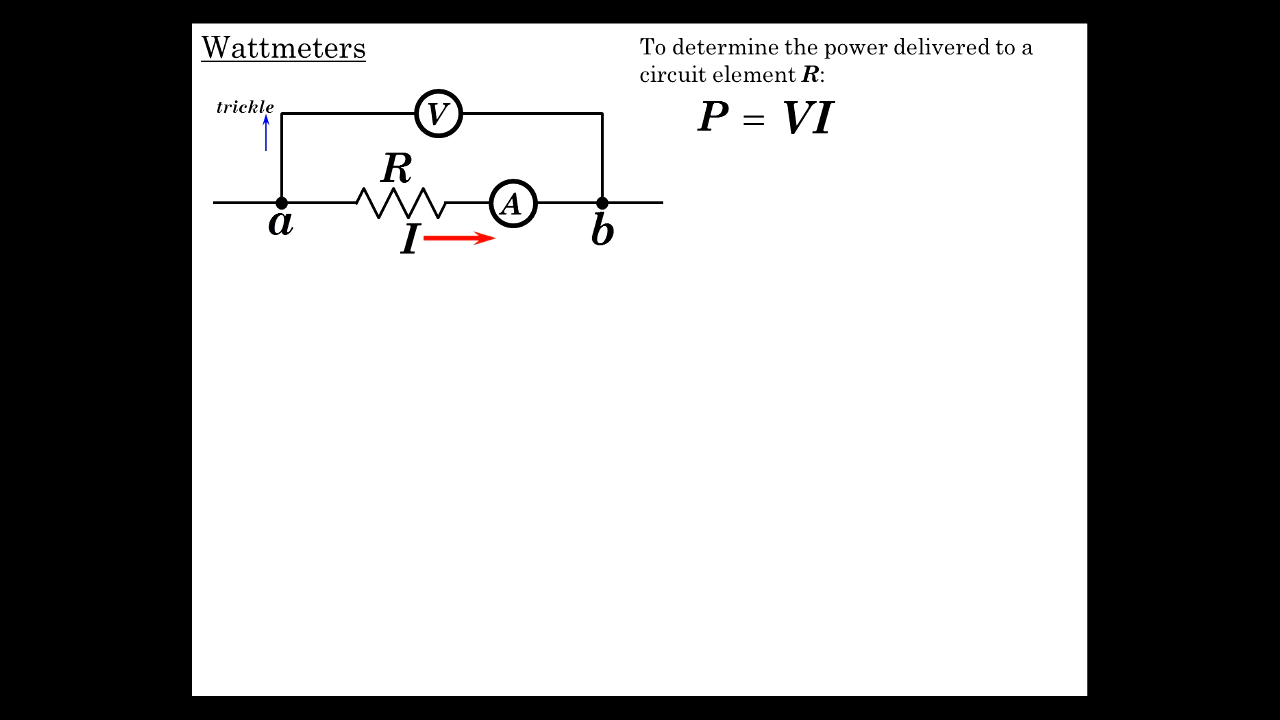 Wattmeters
To determine the power delivered to a
circuit element R:
P = VI
trickle
V
R
A
a
I
b